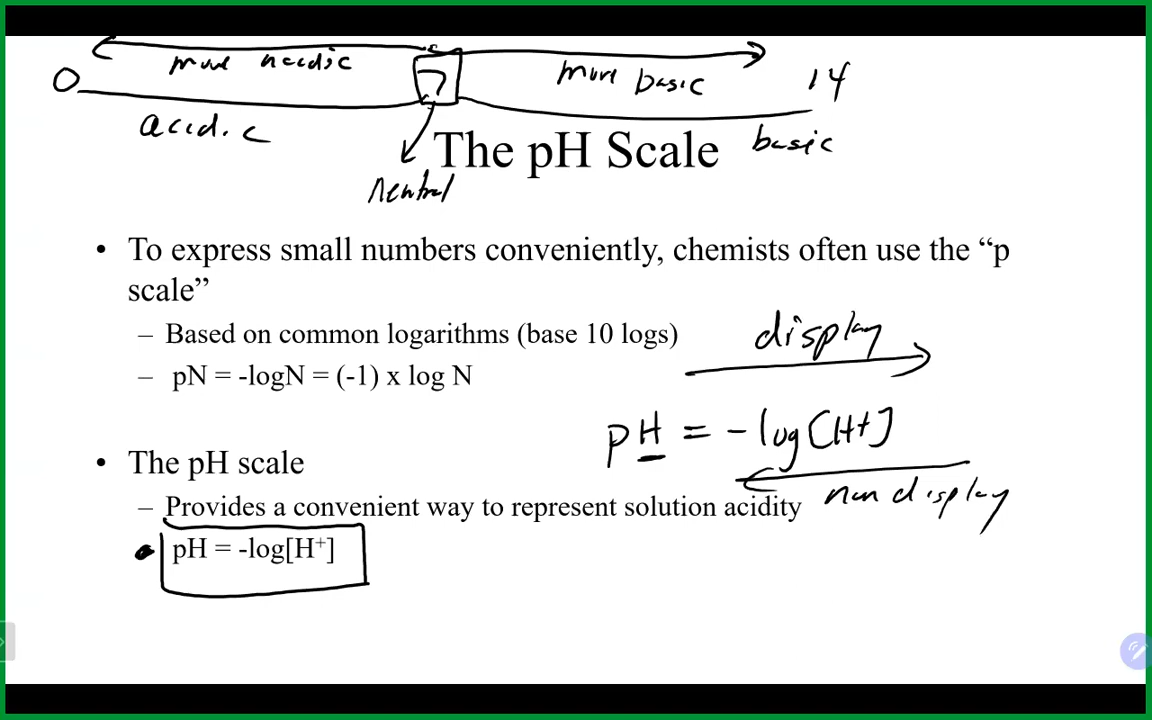 more acidic
more basic
0
7
14
acidic
basic
The pH Scale
neutral
• To express small numbers conveniently, chemists often use the “p
scale”
– Based on common logarithms (base 10 logs)
– pN = -logN = (-1) x log N
display
pH = -log[H+]
non display
• The pH scale
– Provides a convenient way to represent solution acidity
• pH = -log[H⁺]